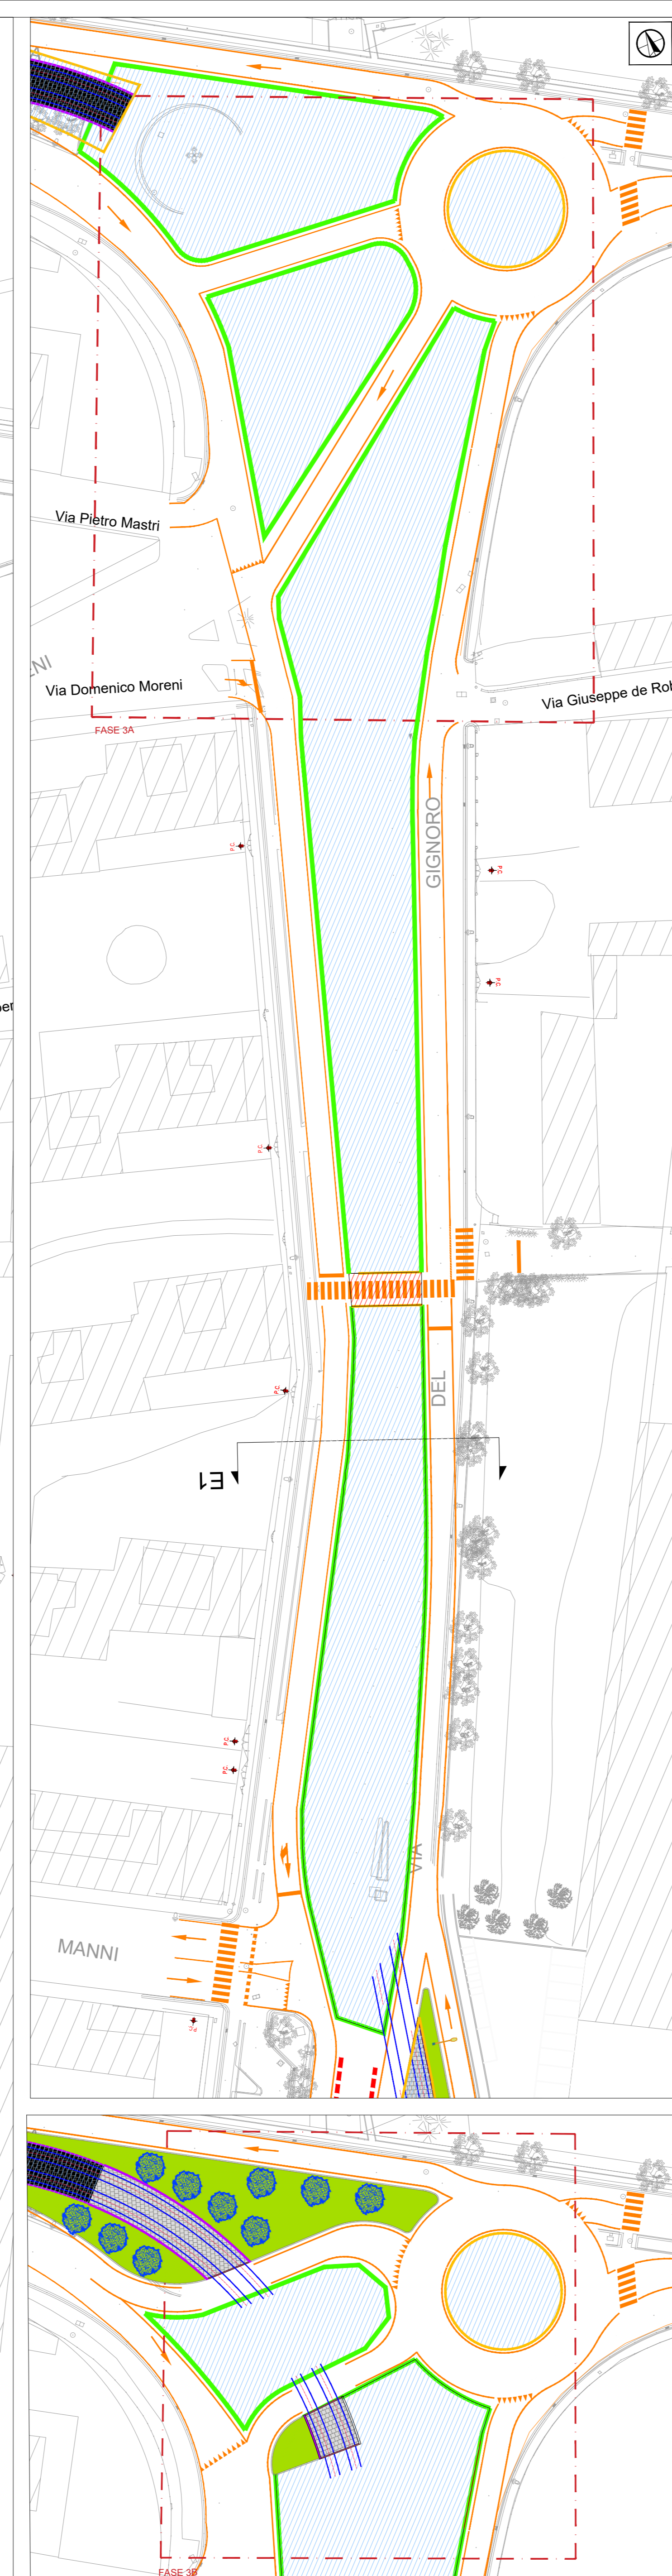 Via Pietro Mastri
ENI
Via Domenico Moreni
Via Giuseppe de Rob
FASE 3A
P.C.
P.C.
GIGNORO
P.C.
P.C.
P.C.
DEL
E1
P.C.
P.C.
VIA
MANNI
P.C.
FASE 3B